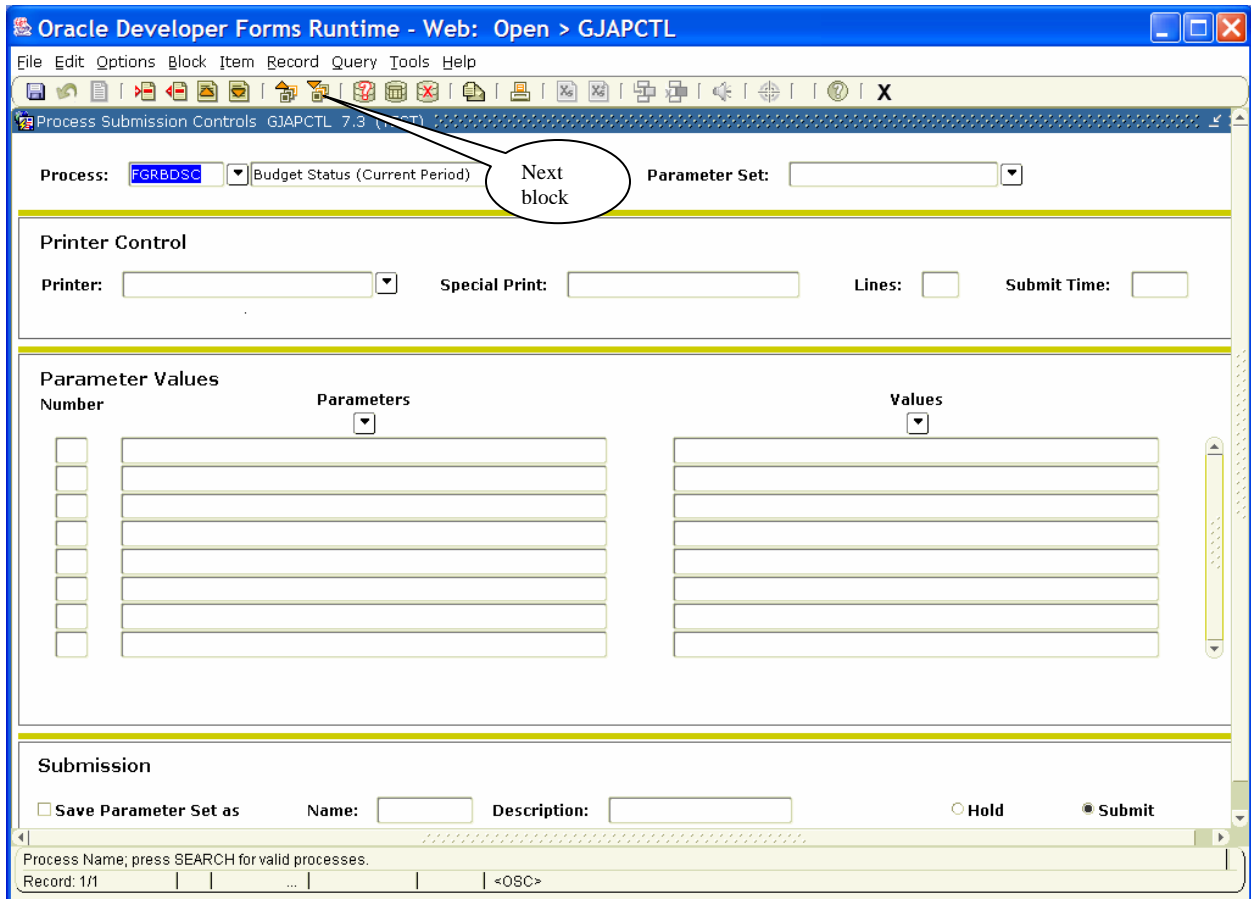 Oracle Developer Forms Runtime - Web: Open > GJAPCTL
File Edit Options Block Item Record Query Tools Help
X
Process Submission Controls GJAPCTL 7.3 (TEST)
Process: FGRBDSC Budget Status (Current Period) Parameter Set:
Next
block
Printer Control
Printer: Special Print: Lines: Submit Time:
Parameter Values
Number Parameters Values
Submission
Save Parameter Set as Name: Description: Hold Submit
Process Name; press SEARCH for valid processes.
Record: 1/1 ... <OSC>